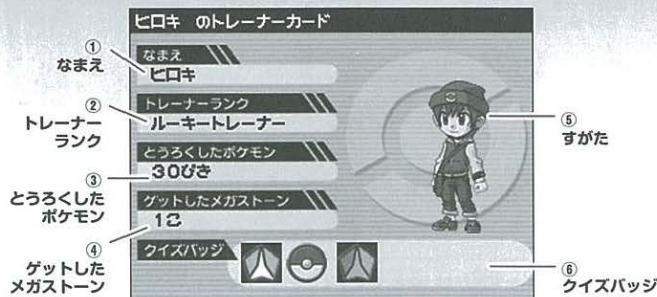 ヒロキ のトレーナーカード
①
なまえ
なまえ
ヒロキ
②
トレーナー
ランク
トレーナーランク
ルーキートレーナー
③
とうろくした
ポケモン
とうろくしたポケモン
30ぴき
④
ゲットした
メガストーン
ゲットしたメガストーン
1こ
クイズバッジ
⑤
すがた
⑥
クイズバッジ